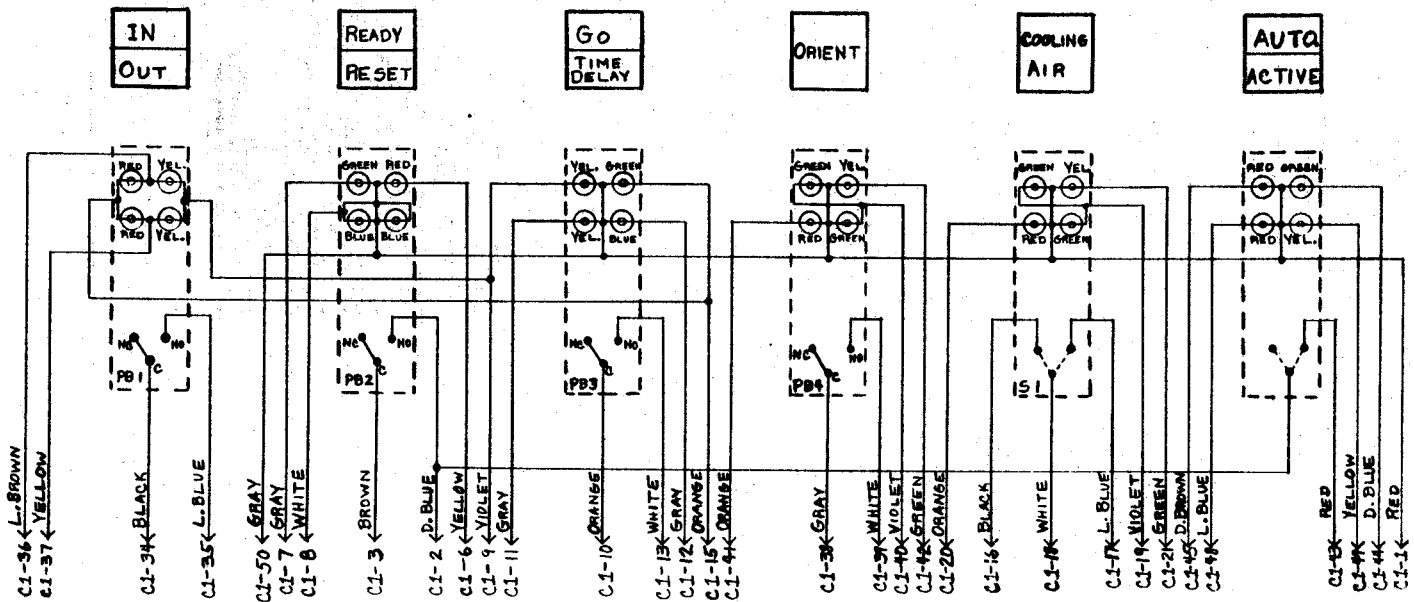 IN
OUT
READY
RESET
GO
TIME
DELAY
ORIENT
COOLING
AIR
AUTO
ACTIVE
RED YEL.
RED YEL.
GREEN RED
BLUE BLUE
YEL. GREEN
YEL. BLUE
GREEN YEL.
RED GREEN
GREEN YEL
RED GREEN
RED GREEN
RED YEL.
NC NO
C
PB1
NC NO
C
PB2
NC NO
C
PB3
NC NO
C
PB4
S1
L.BROWN
YELLOW
BLACK
L.BLUE
GRAY
GRAY
WHITE
BROWN
D.BLUE
YELLOW
VIOLET
GRAY
ORANGE
WHITE
GRAY
ORANGE
ORANGE
GRAY
WHITE
VIOLET
GREEN
ORANGE
BLACK
WHITE
L.BLUE
VIOLET
GREEN
D.BROWN
L.BLUE
RED
YELLOW
D.BLUE
RED
C1-36
C1-37
C1-34
C1-35
C1-50
C1-7
C1-8
C1-3
C1-2
C1-6
C1-9
C1-11
C1-10
C1-13
C1-12
C1-15
C1-41
C1-38
C1-39
C1-40
C1-42
C1-20
C1-16
C1-18
C1-17
C1-19
C1-21
C1-45
C1-48
C1-43
C1-44
C1-1